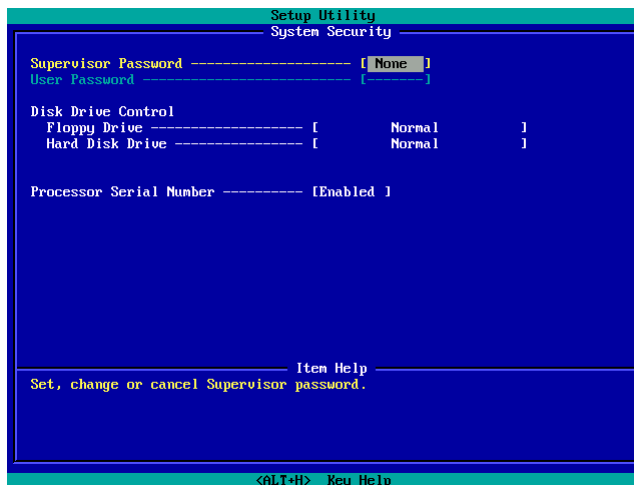 Setup Utility
System Security
Supervisor Password -------------------- [ None ]
User Password -------------------------- [-------]
Disk Drive Control
Floppy Drive ------------------- [ Normal ]
Hard Disk Drive ---------------- [ Normal ]
Processor Serial Number ---------- [Enabled ]
Item Help
Set, change or cancel Supervisor password.
<ALT+H> Key Help